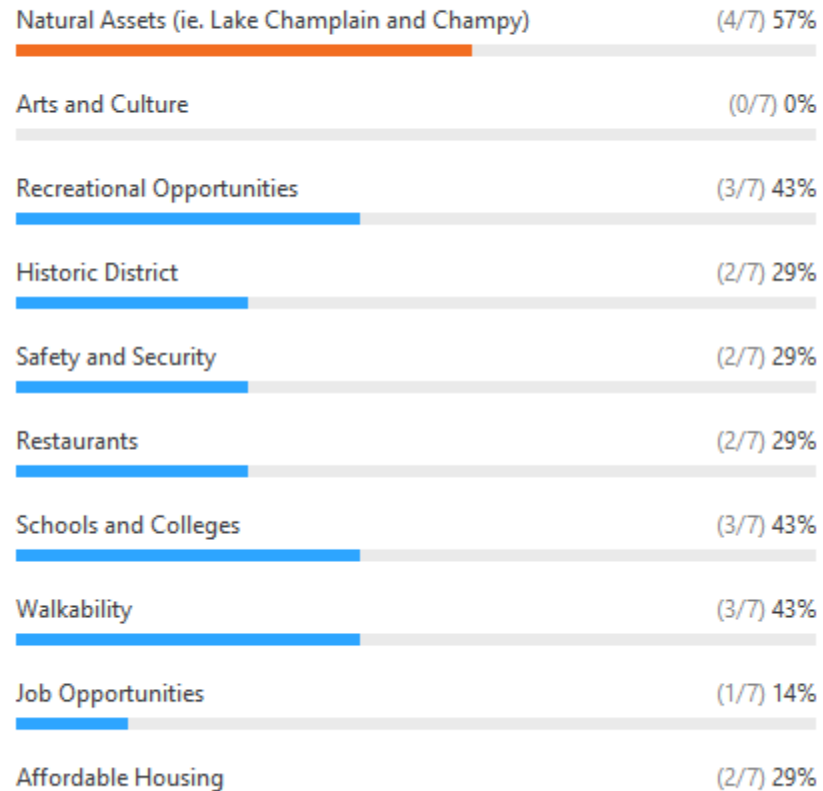 Natural Assets (ie. Lake Champlain and Champy) (4/7) 57%
Arts and Culture (0/7) 0%
Recreational Opportunities (3/7) 43%
Historic District (2/7) 29%
Safety and Security (2/7) 29%
Restaurants (2/7) 29%
Schools and Colleges (3/7) 43%
Walkability (3/7) 43%
Job Opportunities (1/7) 14%
Affordable Housing (2/7) 29%